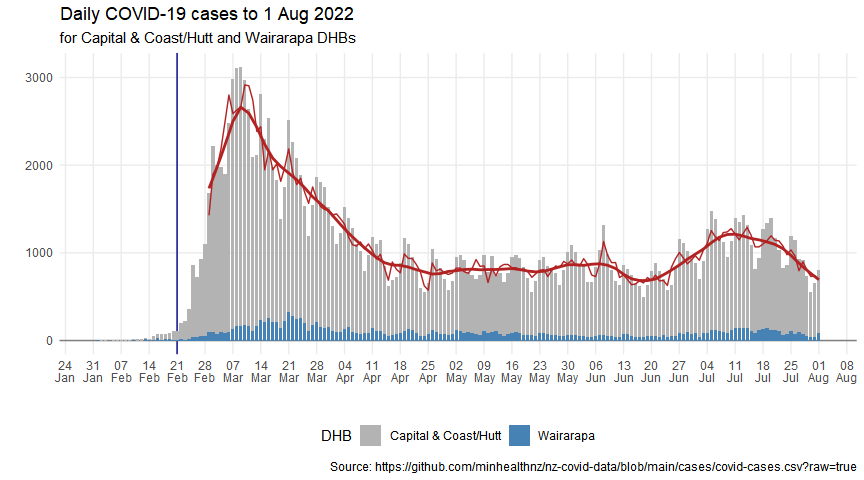 Daily COVID-19 cases to 1 Aug 2022
for Capital & Coast/Hutt and Wairarapa DHBs
3000
2000
1000
0
24 31 07 14 21 28 07 14 21 28 04 11 18 25 02 09 16 23 30 06 13 20 27 04 11 18 25 01 08
Jan Jan Feb Feb Feb Feb Mar Mar Mar Mar Apr Apr Apr Apr May May May May May Jun Jun Jun Jun Jul Jul Jul Jul Aug Aug
DHB Capital & Coast/Hutt Wairarapa
Source: https://github.com/minhealthnz/nz-covid-data/blob/main/cases/covid-cases.csv?raw=true